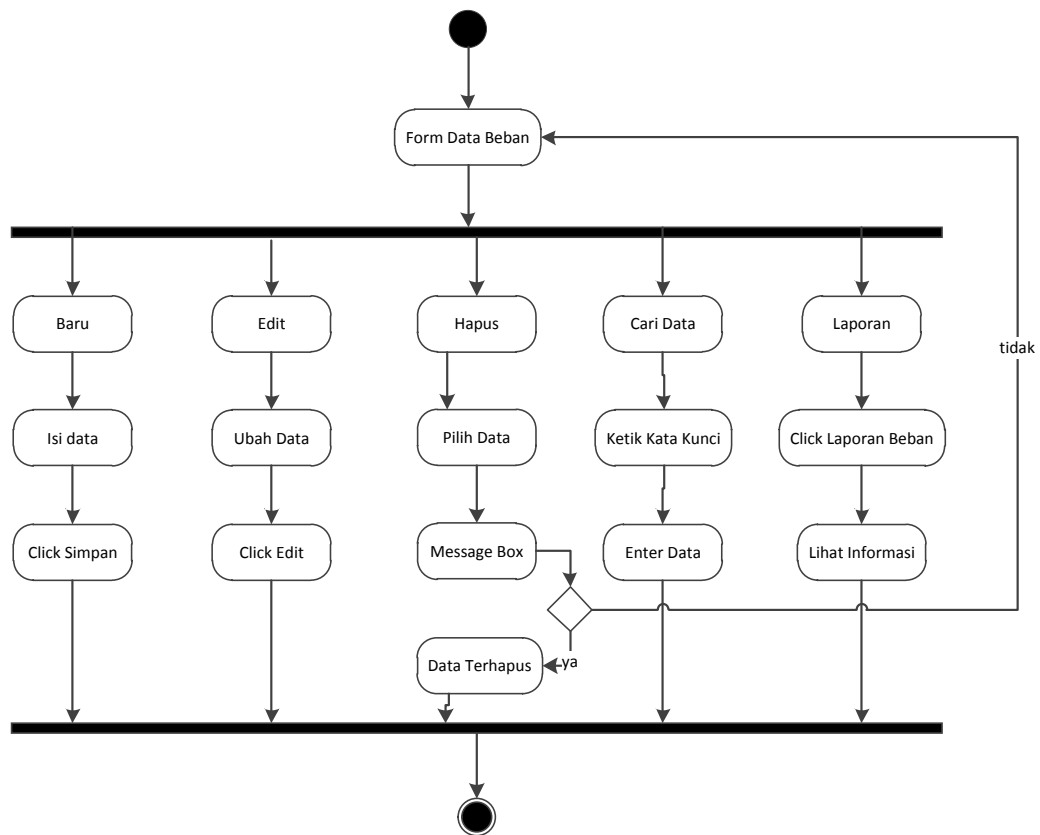 Form Data Beban
Baru
Edit
Hapus
Cari Data
Laporan
tidak
Isi data
Ubah Data
Pilih Data
Ketik Kata Kunci
Click Laporan Beban
Click Simpan
Click Edit
Message Box
Enter Data
Lihat Informasi
Data Terhapus
ya